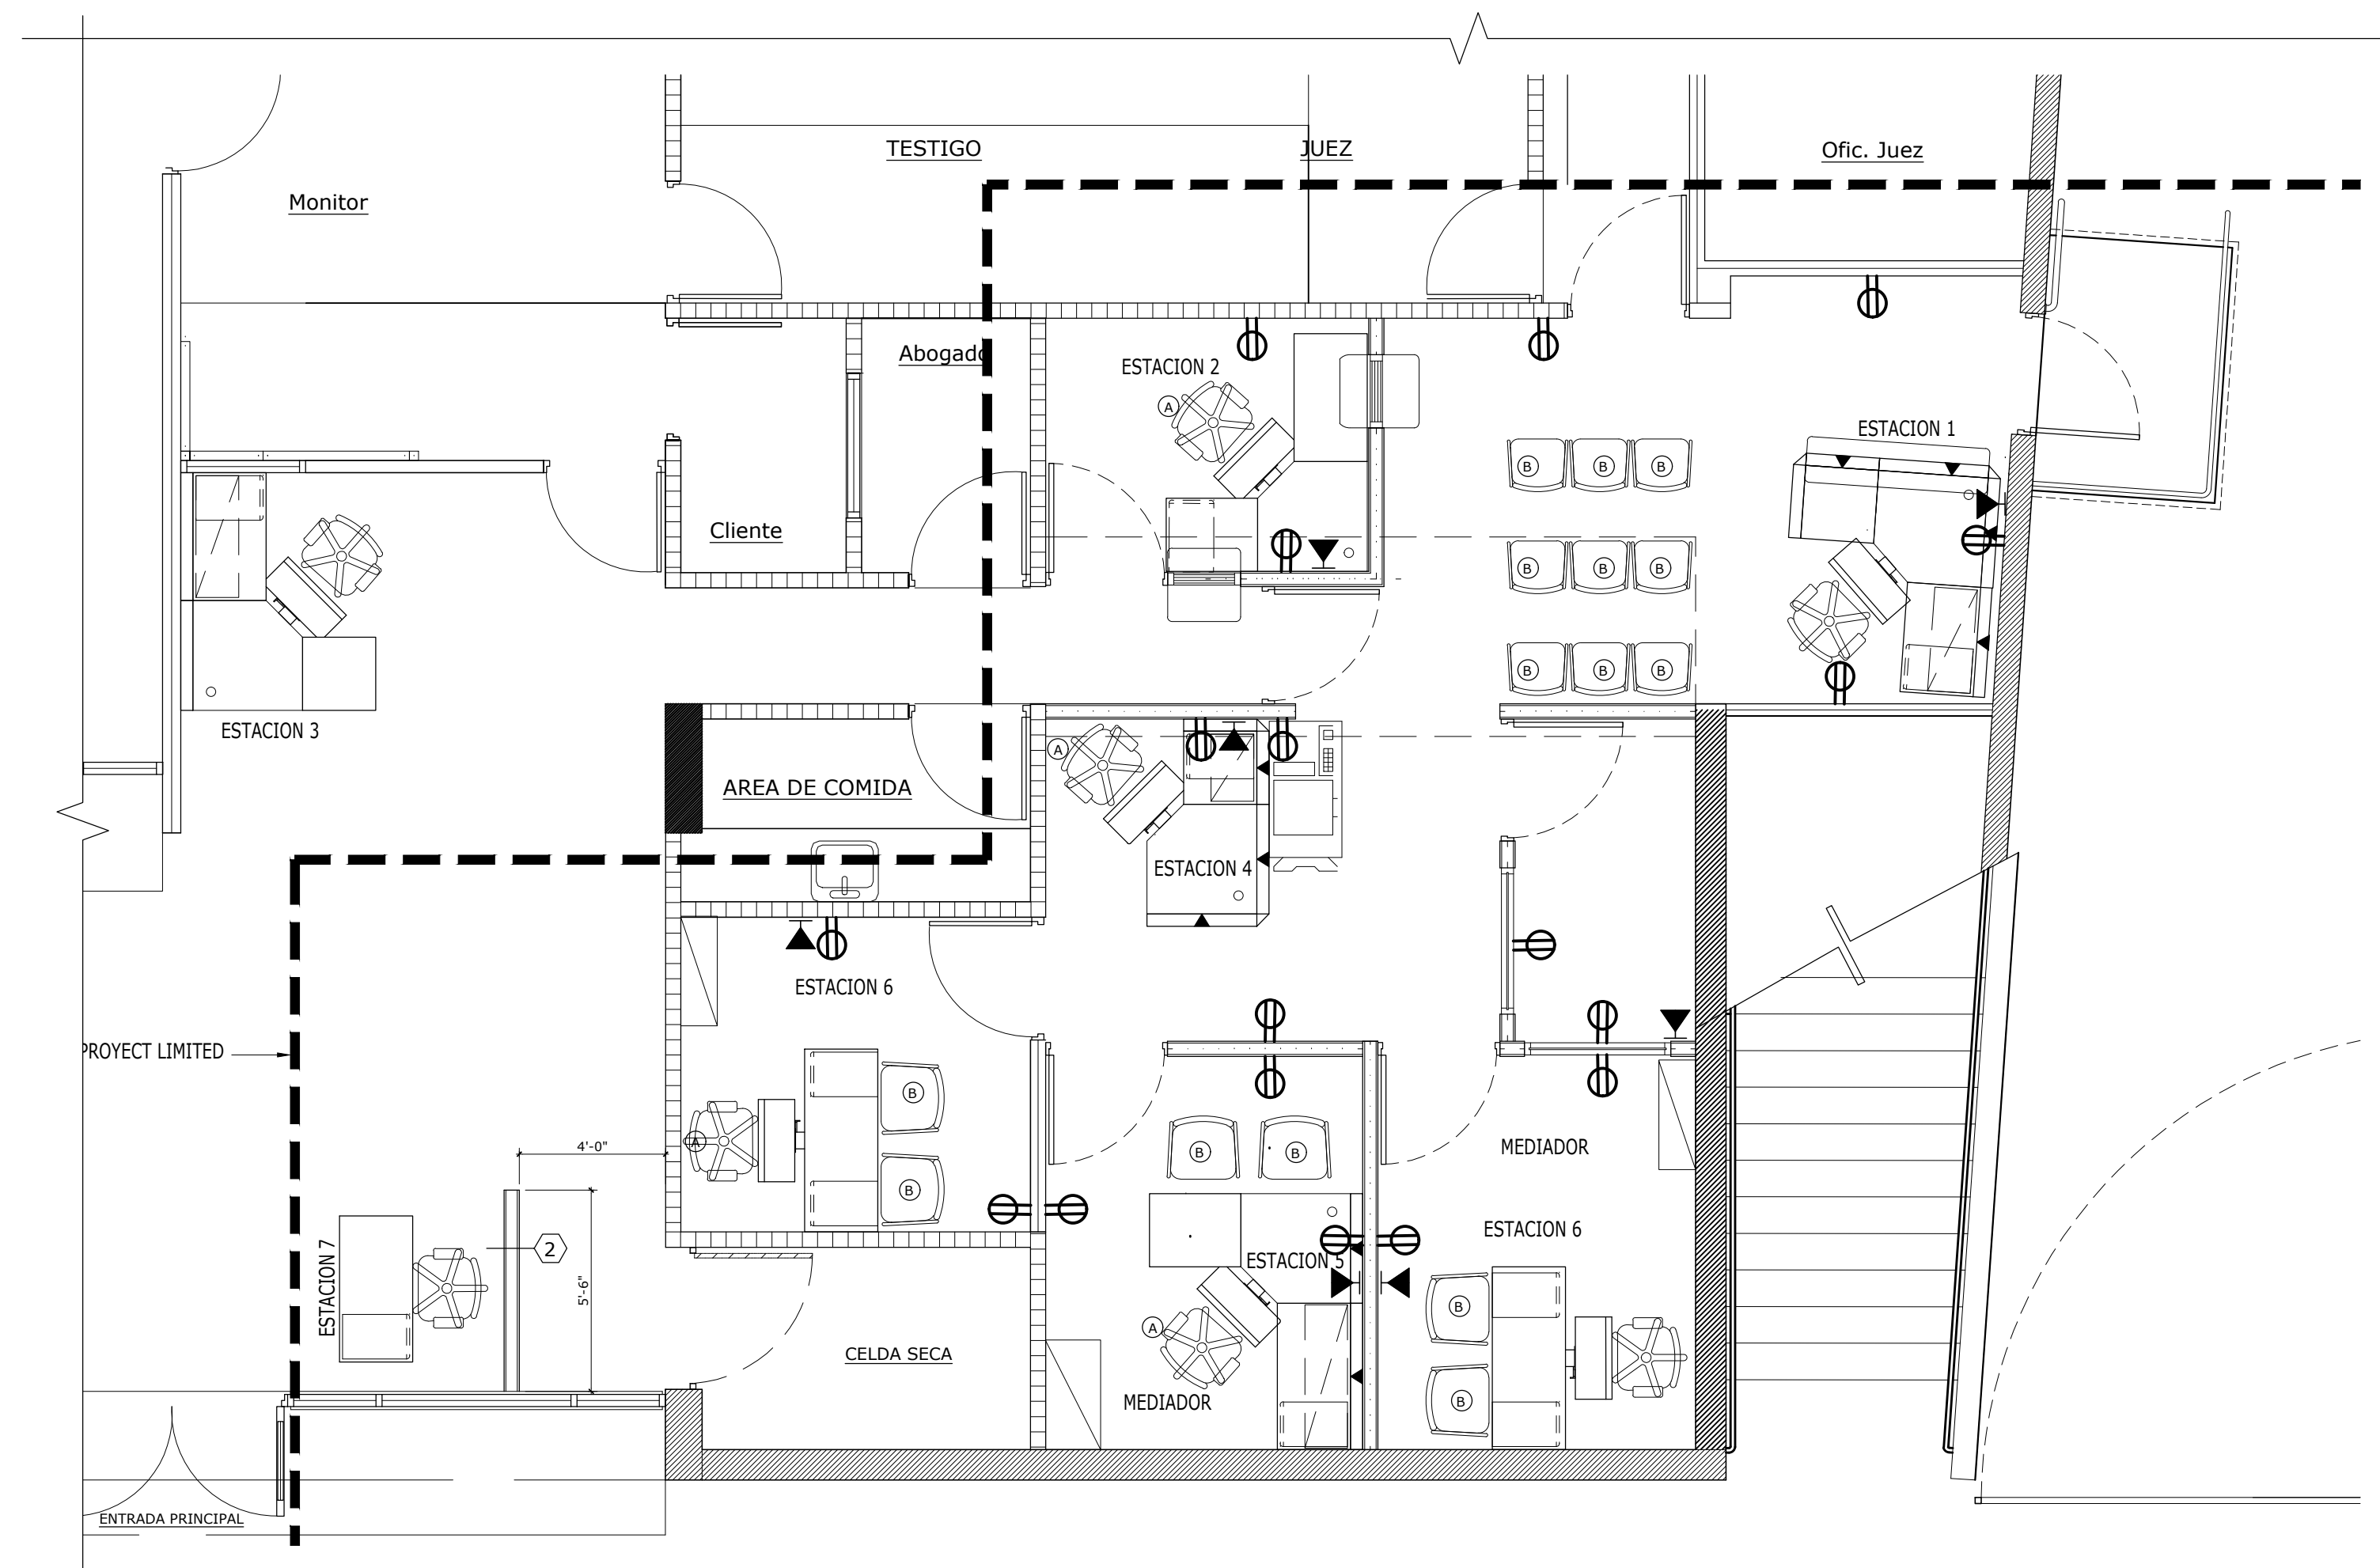 TESTIGO
JUEZ
Ofic. Juez
Monitor
Abogado
ESTACION 2
A
ESTACION 1
B B B
Cliente
B B B
B B B
ESTACION 3
A
AREA DE COMIDA
ESTACION 4
ESTACION 6
PROYECT LIMITED
B
4'-0"
A
B B
MEDIADOR
B
ESTACION 6
2
ESTACION 7
5'-6"
ESTACION 5
B
A
CELDA SECA
MEDIADOR
B
ENTRADA PRINCIPAL